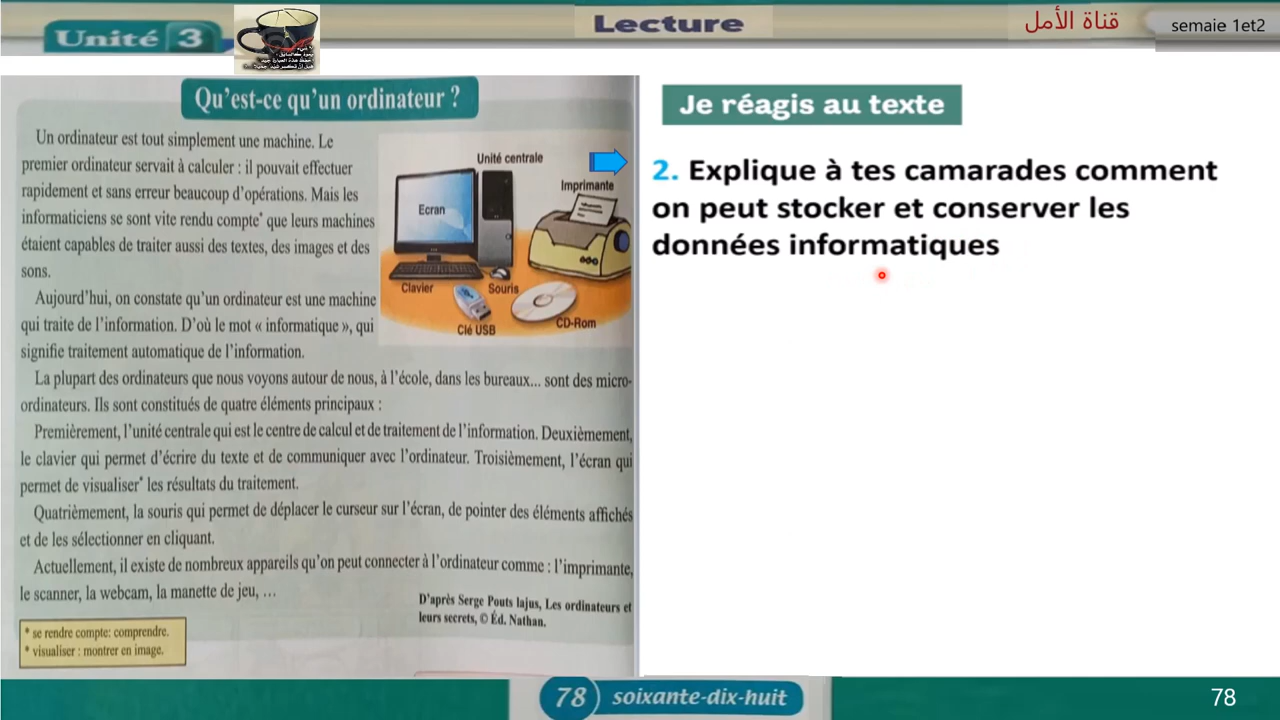 Unité 3
Lecture
قناة الأمل
semaie 1et2
Qu'est-ce qu'un ordinateur ?
Un ordinateur est tout simplement une machine. Le
premier ordinateur servait à calculer : il pouvait effectuer
rapidement et sans erreur beaucoup d'opérations. Mais les
informaticiens se sont vite rendu compte* que leurs machines
étaient capables de traiter aussi des textes, des images et des
sons.
Aujourd'hui, on constate qu'un ordinateur est une machine
qui traite de l'information. D'où le mot « informatique », qui
signifie traitement automatique de l'information.
La plupart des ordinateurs que nous voyons autour de nous, à l'école, dans les bureaux... sont des micro-
ordinateurs. Ils sont constitués de quatre éléments principaux :
Premièrement, l'unité centrale qui est le centre de calcul et de traitement de l'information. Deuxièmement,
le clavier qui permet d'écrire du texte et de communiquer avec l'ordinateur. Troisièmement, l'écran qui
permet de visualiser* les résultats du traitement.
Quatrièmement, la souris qui permet de déplacer le curseur sur l'écran, de pointer des éléments affichés
et de les sélectionner en cliquant.
Actuellement, il existe de nombreux appareils qu'on peut connecter à l'ordinateur comme : l'imprimante,
le scanner, la webcam, la manette de jeu, ...
D'après Serge Pouts lajus, Les ordinateurs et
leurs secrets, © Éd. Nathan.
* se rendre compte: comprendre.
* visualiser : montrer en image.
Unité centrale
Imprimante
Ecran
Clavier
Souris
Clé USB
CD-Rom
Je réagis au texte
2. Explique à tes camarades comment
on peut stocker et conserver les
données informatiques
78 soixante-dix-huit
78